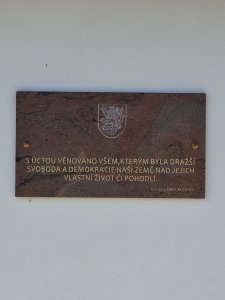 S ÚCTOU VĚNOVÁNO VŠEM, KTERÝM BYLA DRAŽŠÍ
SVOBODA A DEMOKRACIE NAŠÍ ZEMĚ NAD JEJICH
VLASTNÍ ŽIVOT ČI POHODLÍ.